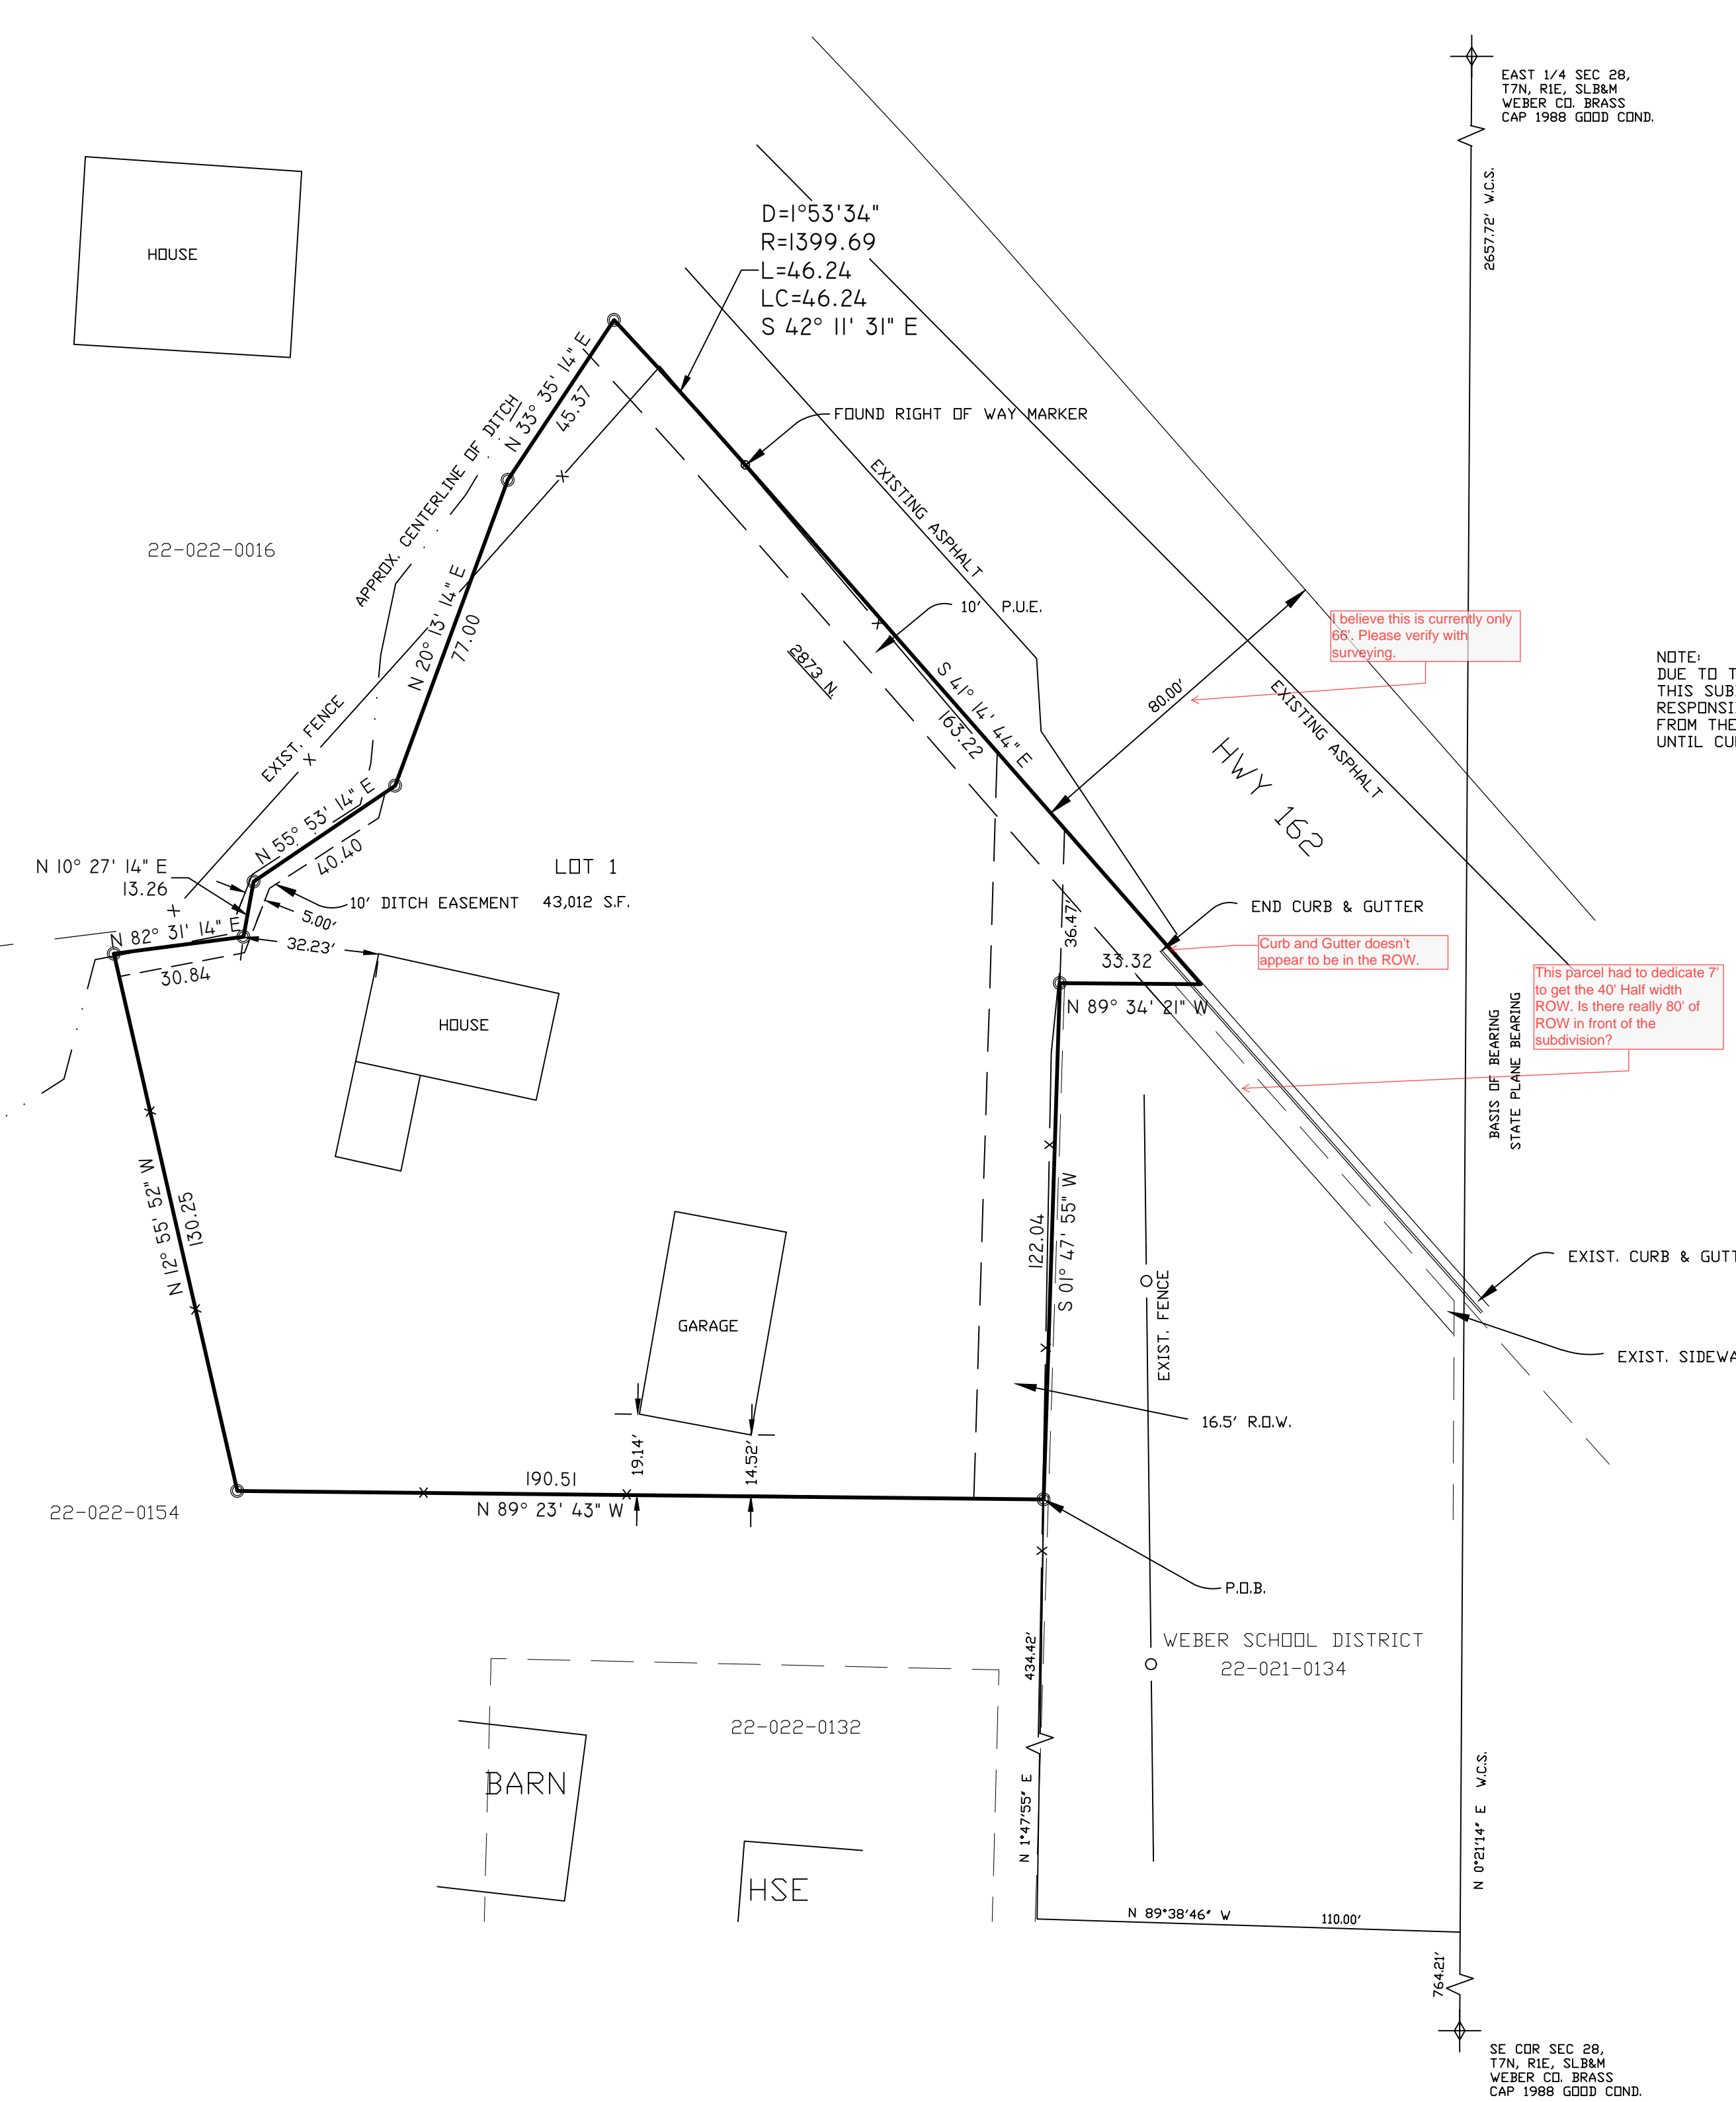 EAST 1/4 SEC 28,
T7N, R1E, SLB&M
WEBER CO. BRASS
CAP 1988 GOOD COND.
2657.72' W.C.S.
HOUSE
D=1°53'34"
R=1399.69
L=46.24
LC=46.24
S 42° 11' 31" E
N 33° 35' 14" E
45.37
FOUND RIGHT OF WAY MARKER
APPROX. CENTERLINE OF DITCH
EXISTING ASPHALT
22-022-0016
N 20° 13' 14" E
77.00
10' P.U.E.
2873 N.
S 41° 14' 44" E
163.22
I believe this is currently only
66'. Please verify with
surveying.
80.00'
EXISTING ASPHALT
HWY 162
NOTE:
DUE TO T
THIS SUB
RESPONSI
FROM THE
UNTIL CU
EXIST. FENCE
N 55° 53' 14" E
40.40
N 10° 27' 14" E
13.26
LOT 1
43,012 S.F.
10' DITCH EASEMENT
5.00'
N 82° 31' 14" E
30.84
32.23'
36.47'
END CURB & GUTTER
Curb and Gutter doesn't
appear to be in the ROW.
33.32
N 89° 34' 21" W
This parcel had to dedicate 7'
to get the 40' Half width
ROW. Is there really 80' of
ROW in front of the
subdivision?
BASIS OF BEARING
STATE PLANE BEARING
HOUSE
N 12° 55' 52" W
130.25
122.04
S 01° 47' 55" W
EXIST. FENCE
EXIST. CURB & GUTT
GARAGE
EXIST. SIDEWA
16.5' R.O.W.
19.14'
14.52'
190.51
N 89° 23' 43" W
22-022-0154
P.O.B.
434.42'
WEBER SCHOOL DISTRICT
22-021-0134
22-022-0132
BARN
HSE
N 1°47'55" E
N 0°21'14" E W.C.S.
N 89°38'46" W
110.00'
764.21'
SE COR SEC 28,
T7N, R1E, SLB&M
WEBER CO. BRASS
CAP 1988 GOOD COND.